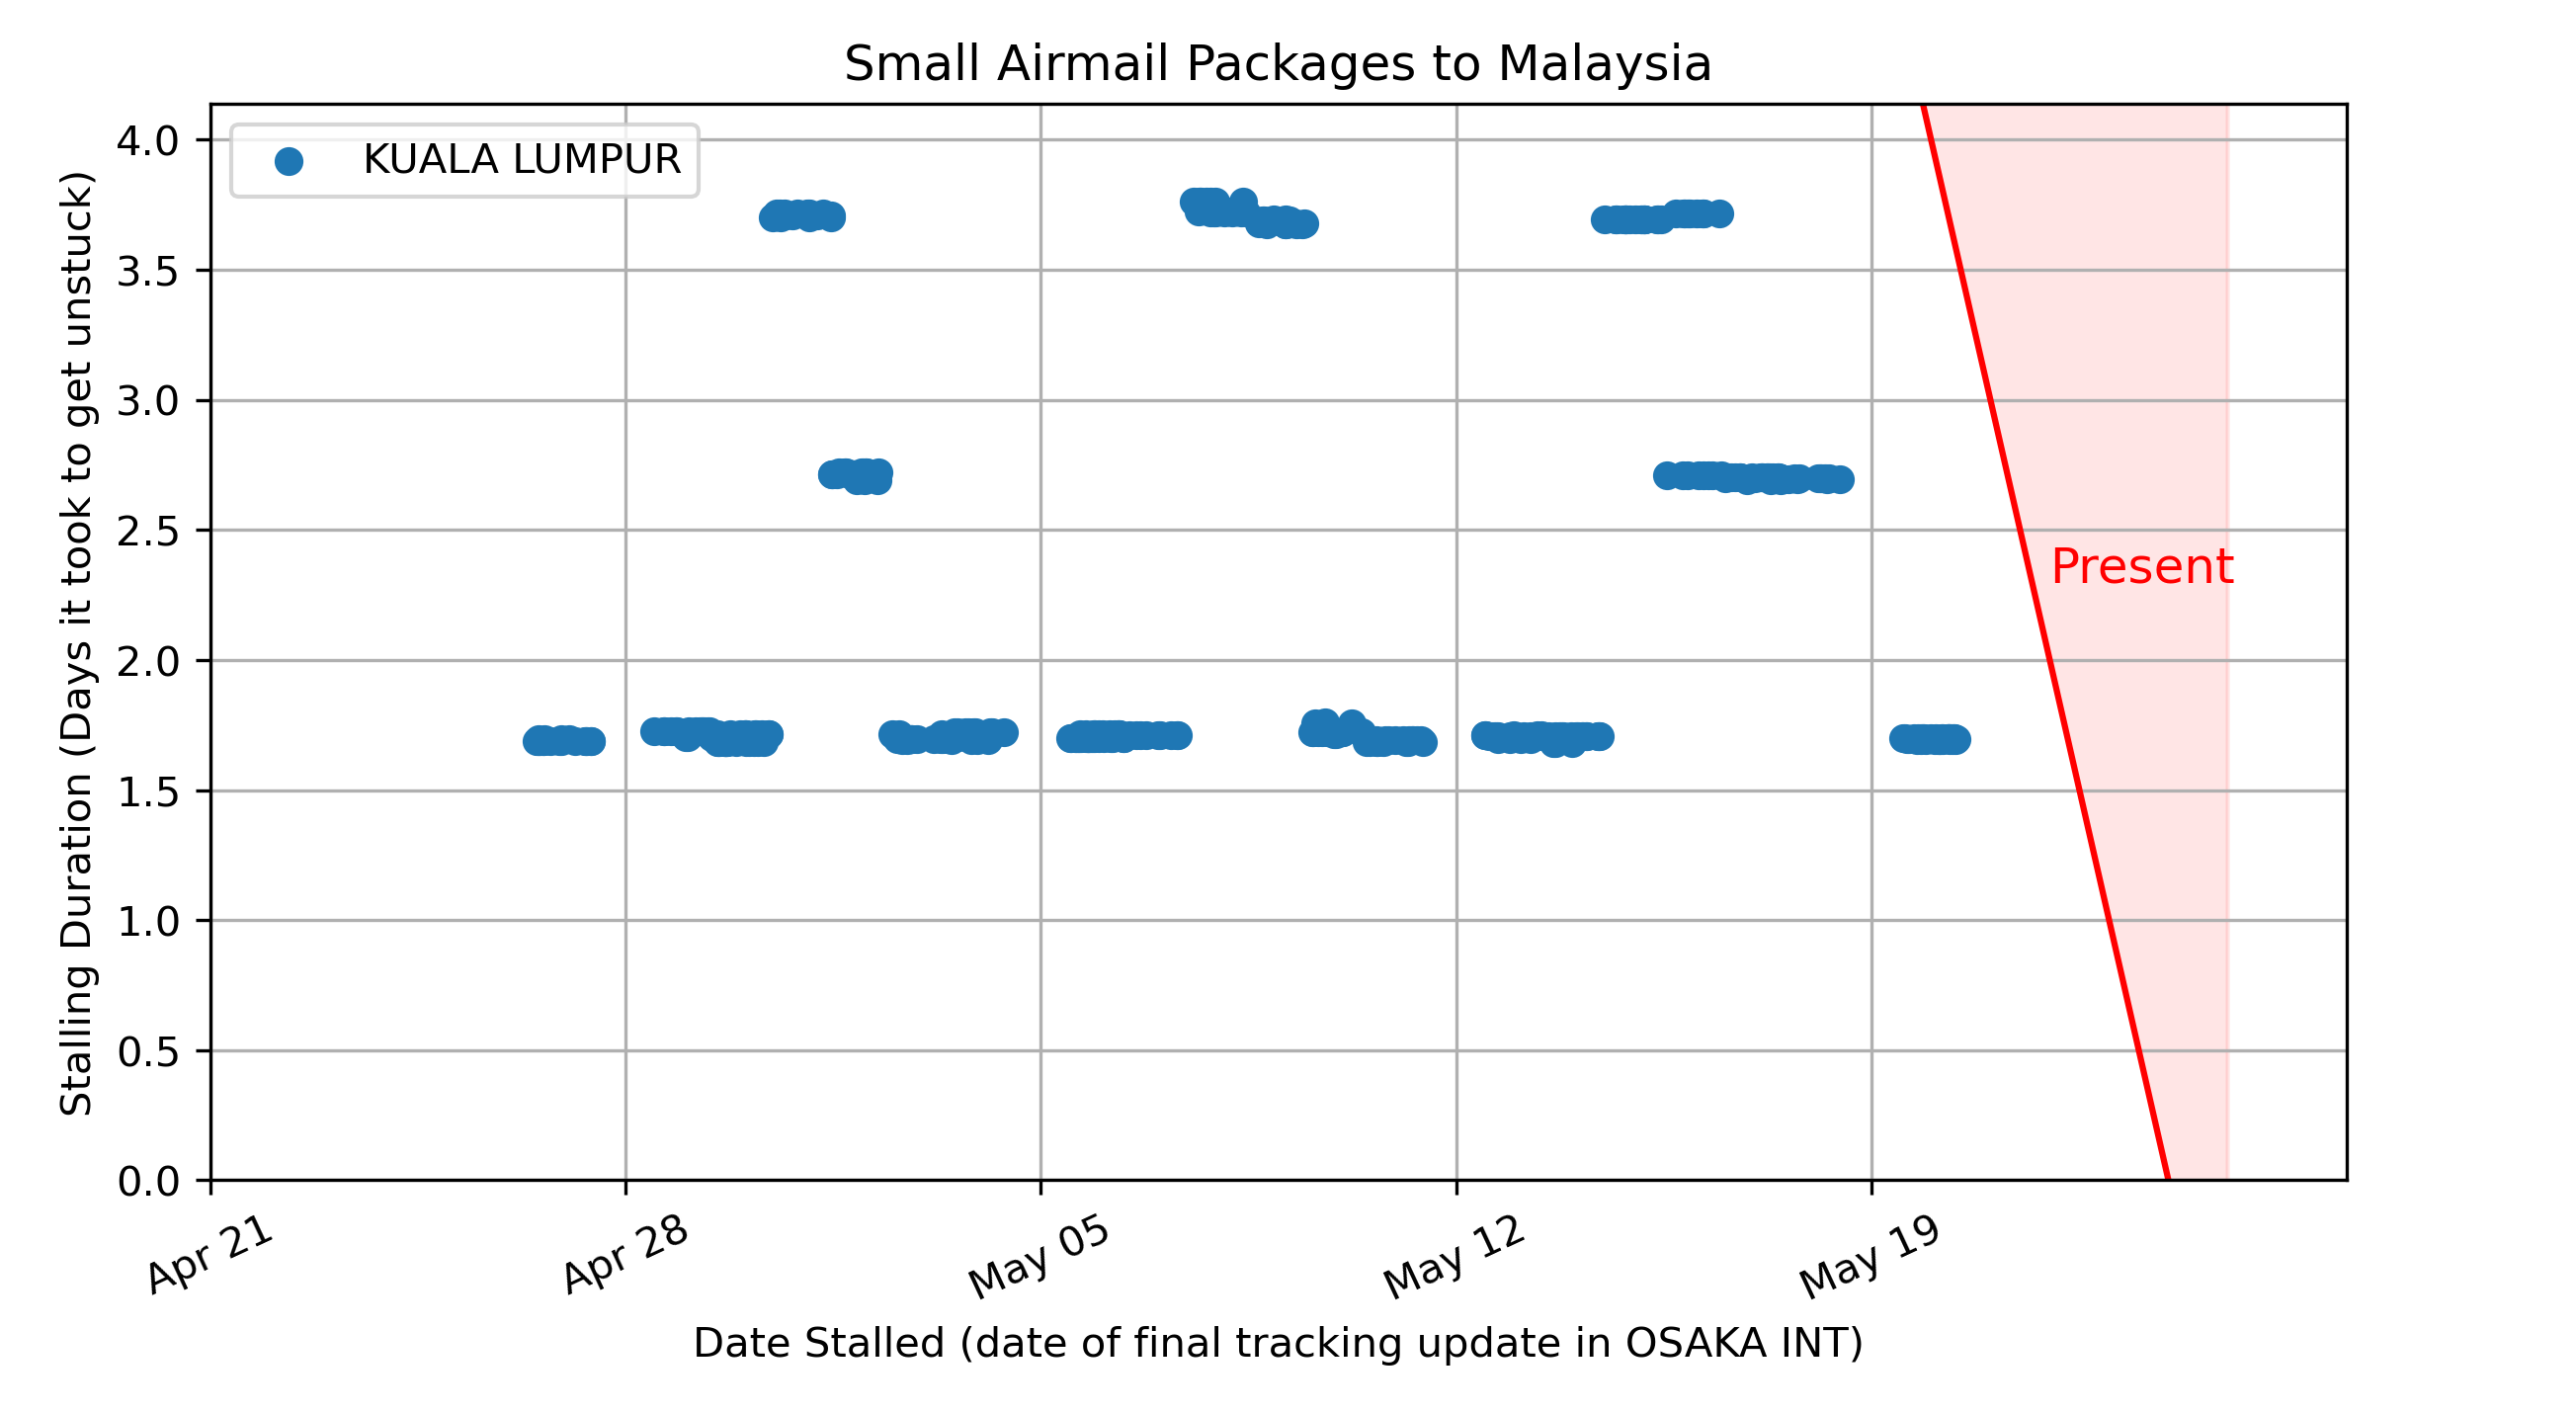 Small Airmail Packages to Malaysia
KUALA LUMPUR
Stalling Duration (Days it took to get unstuck)
4.0
3.5
3.0
2.5
2.0
1.5
1.0
0.5
0.0
Present
Apr 21
Apr 28
May 05
May 12
May 19
Date Stalled (date of final tracking update in OSAKA INT)